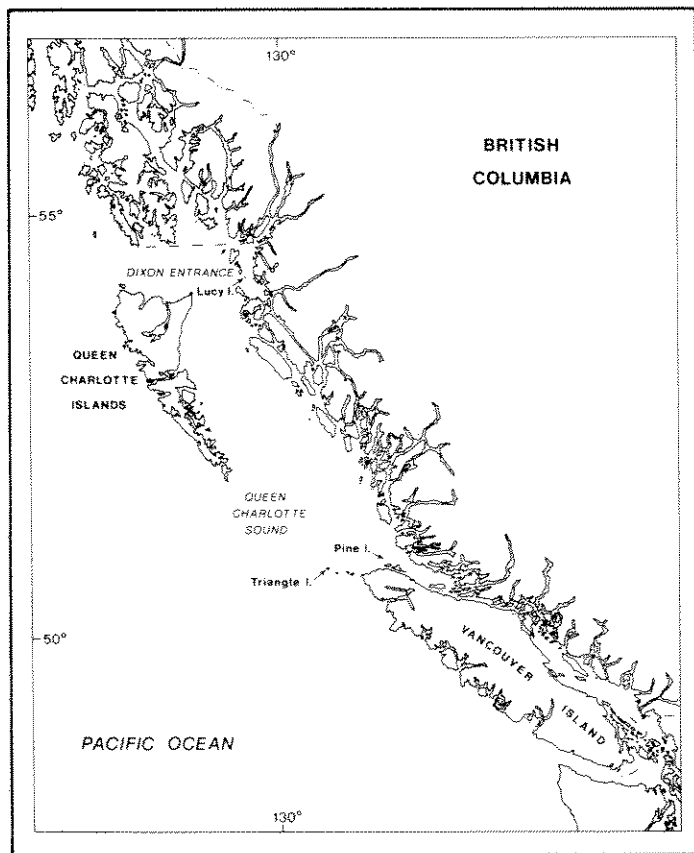 130°
BRITISH
COLUMBIA
55°
DIXON ENTRANCE
Lucy I.
QUEEN
CHARLOTTE
ISLANDS
QUEEN
CHARLOTTE
SOUND
Pine I.
Triangle I.
50°
VANCOUVER
ISLAND
PACIFIC OCEAN
130°